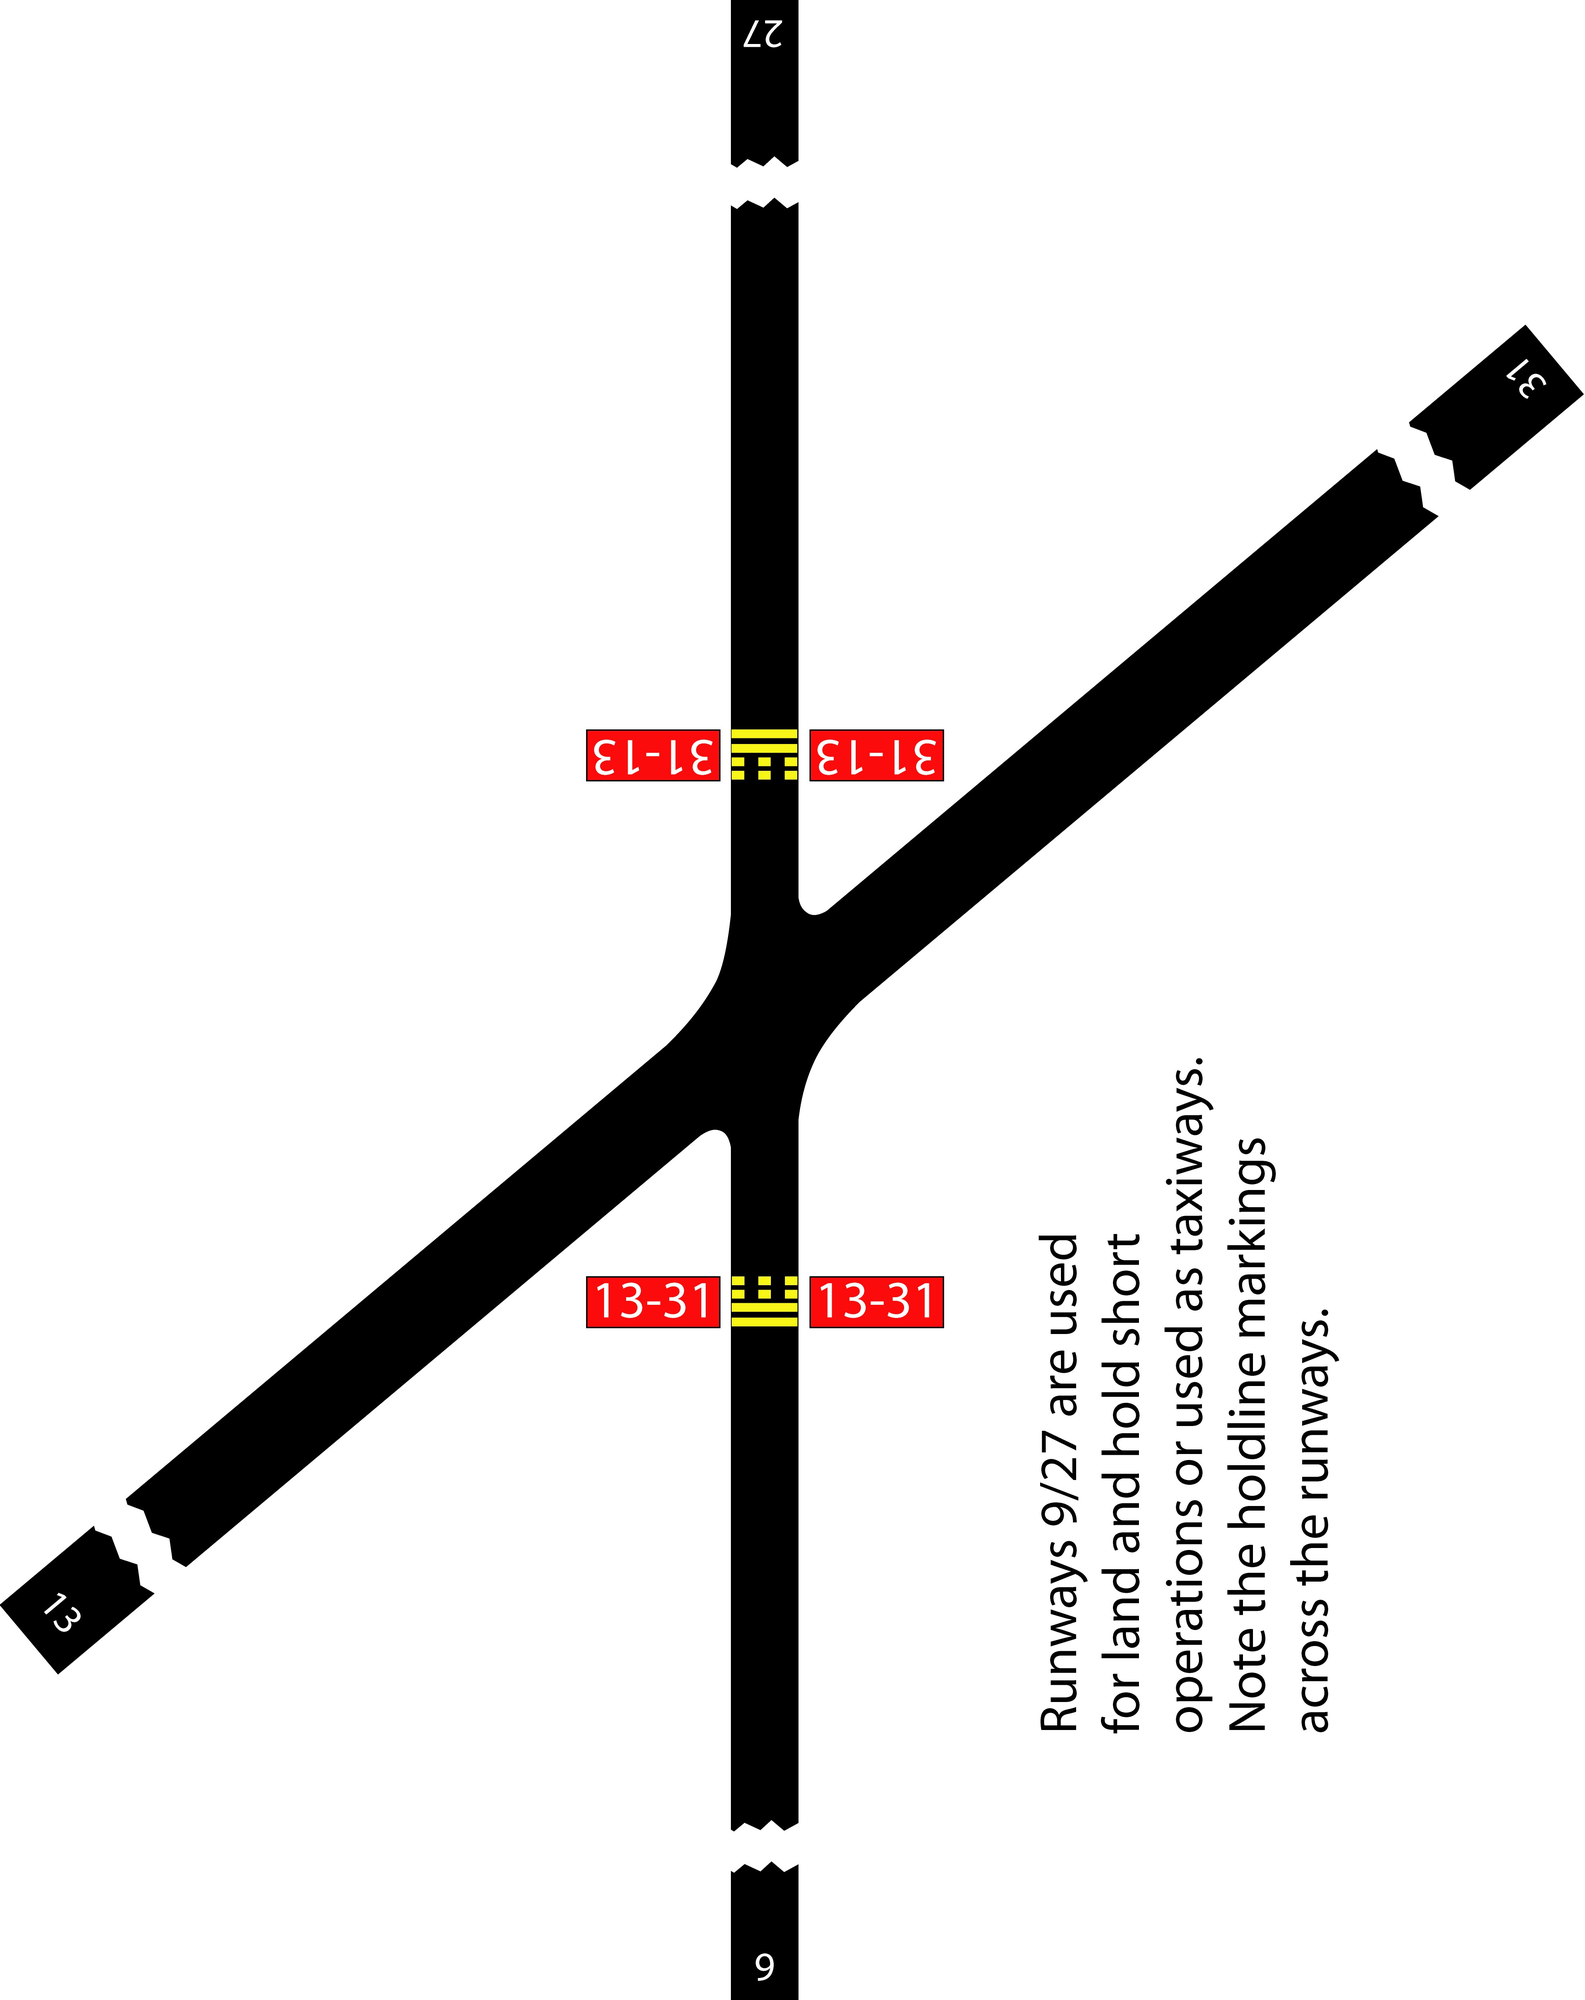 27
31
31-13
31-13
13-31
13-31
13
9
Runways 9/27 are used
for land and hold short
operations or used as taxiways.
Note the holdline markings
across the runways.